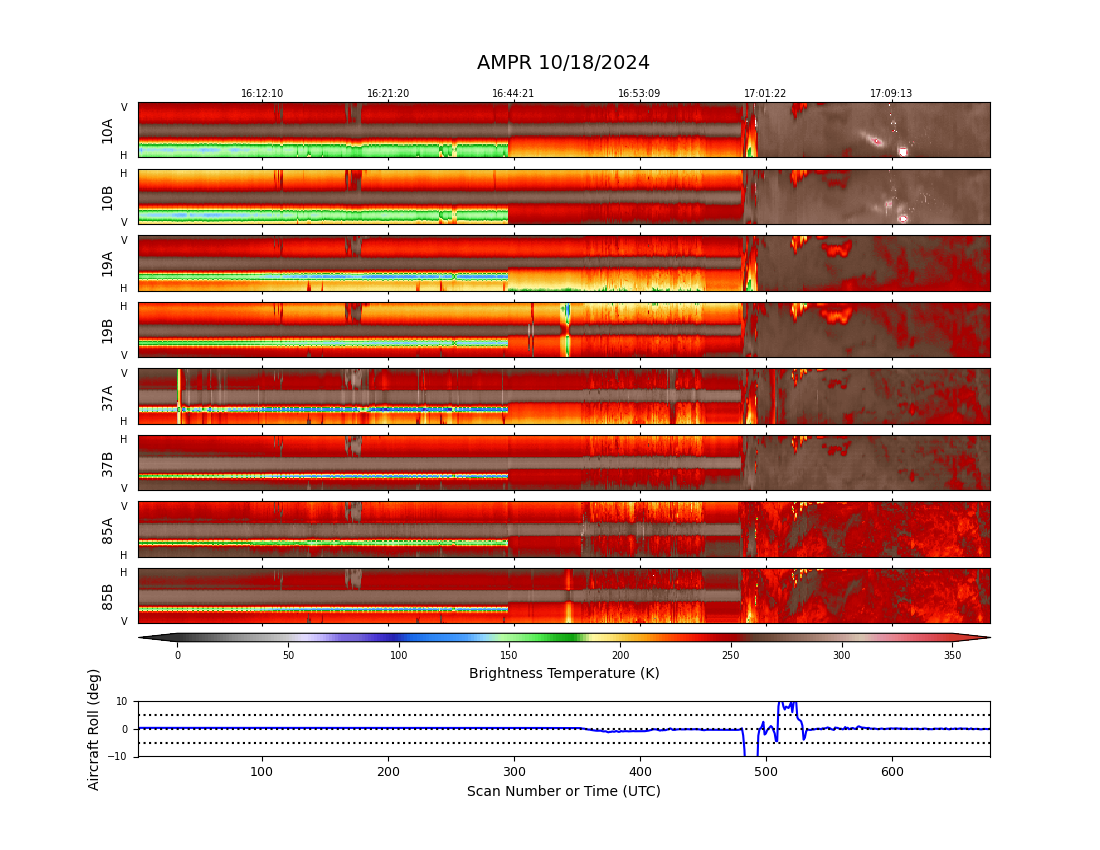 AMPR 10/18/2024
16:12:10 16:21:20 16:44:21 16:53:09 17:01:22 17:09:13
V
10A
H
H
10B
V
V
19A
H
H
19B
V
V
37A
H
H
37B
V
V
85A
H
H
85B
V
0 50 100 150 200 250 300 350
Brightness Temperature (K)
Aircraft Roll (deg)
10
0
−10
100 200 300 400 500 600
Scan Number or Time (UTC)